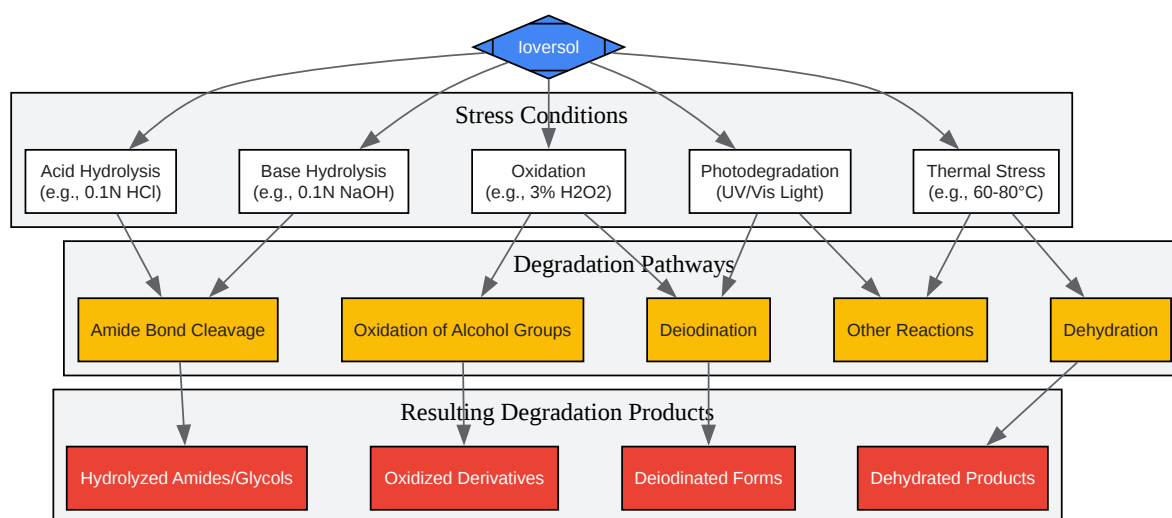 Ioversol
Stress Conditions
Acid Hydrolysis
(e.g., 0.1N HCl)
Base Hydrolysis
(e.g., 0.1N NaOH)
Oxidation
(e.g., 3% H2O2)
Photodegradation
(UV/Vis Light)
Thermal Stress
(e.g., 60-80°C)
Degradation Pathways
Amide Bond Cleavage
Oxidation of Alcohol Groups
Deiodination
Other Reactions
Dehydration
Resulting Degradation Products
Hydrolyzed Amides/Glycols
Oxidized Derivatives
Deiodinated Forms
Dehydrated Products